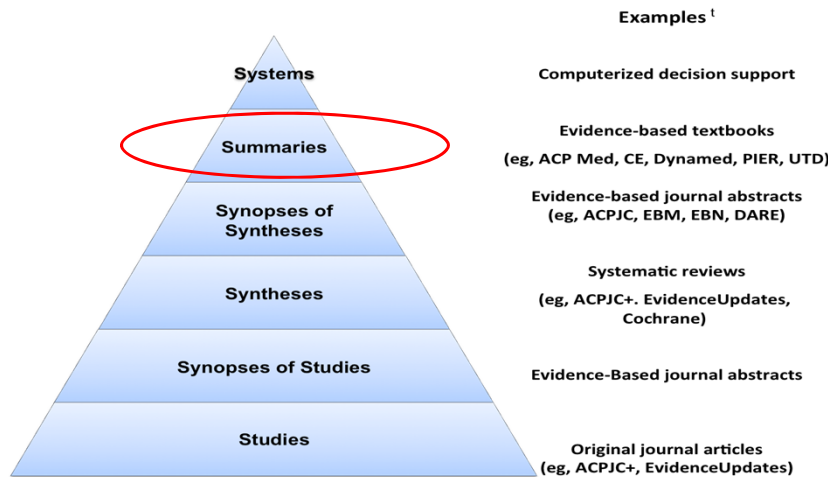 Examples t
Systems
Computerized decision support
Summaries
Evidence-based textbooks
(eg, ACP Med, CE, Dynamed, PIER, UTD)
Synopses of
Syntheses
Evidence-based journal abstracts
(eg, ACPJC, EBM, EBN, DARE)
Syntheses
Systematic reviews
(eg, ACPJC+. EvidenceUpdates,
Cochrane)
Synopses of Studies
Evidence-Based journal abstracts
Studies
Original journal articles
(eg, ACPJC+, EvidenceUpdates)